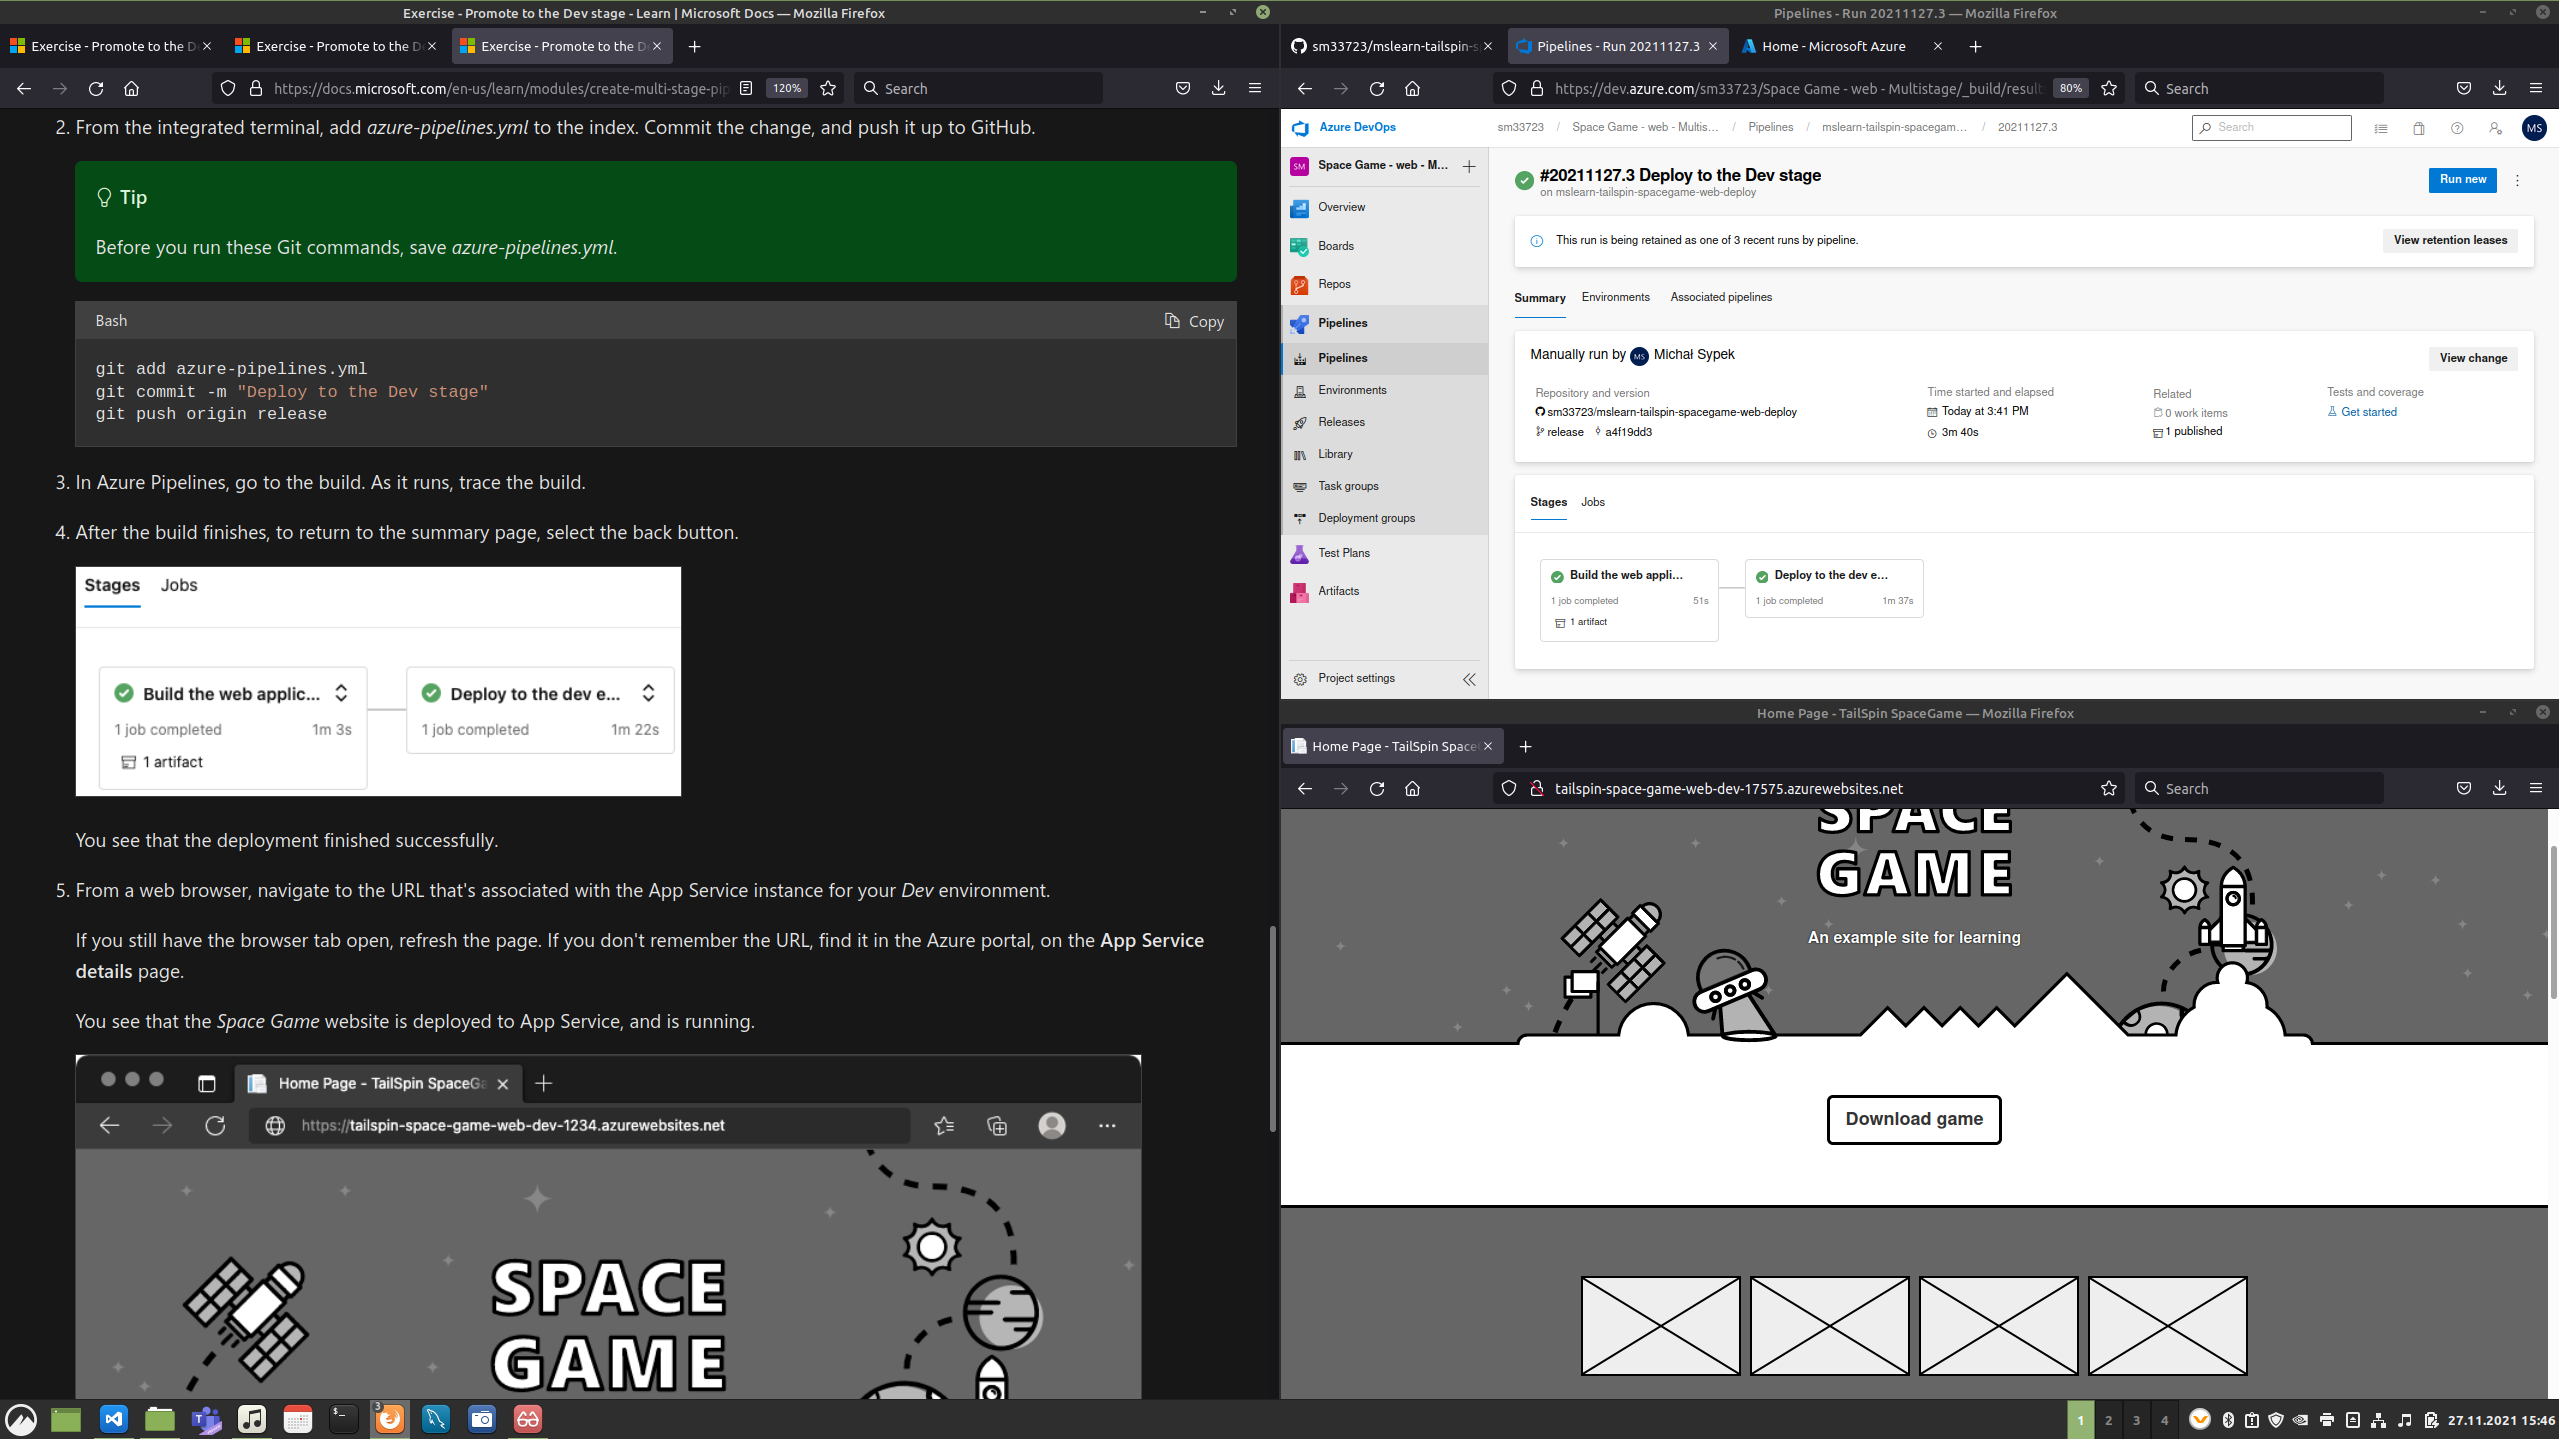 Exercise - Promote to the Dev stage - Learn | Microsoft Docs — Mozilla Firefox
Exercise - Promote to the D
Exercise - Promote to the D
Exercise - Promote to the D
https://docs.microsoft.com/en-us/learn/modules/create-multi-stage-pip
120%
Search
2. From the integrated terminal, add azure-pipelines.yml to the index. Commit the change, and push it up to GitHub.
Tip
Before you run these Git commands, save azure-pipelines.yml.
Bash
Copy
git add azure-pipelines.yml
git commit -m "Deploy to the Dev stage"
git push origin release
3. In Azure Pipelines, go to the build. As it runs, trace the build.
4. After the build finishes, to return to the summary page, select the back button.
Stages Jobs
Build the web applic...
1 job completed 1m 3s
1 artifact
Deploy to the dev e...
1 job completed 1m 22s
You see that the deployment finished successfully.
5. From a web browser, navigate to the URL that's associated with the App Service instance for your Dev environment.
If you still have the browser tab open, refresh the page. If you don't remember the URL, find it in the Azure portal, on the App Service
details page.
You see that the Space Game website is deployed to App Service, and is running.
Home Page - TailSpin SpaceGa
https://tailspin-space-game-web-dev-1234.azurewebsites.net
SPACE
GAME
Pipelines - Run 20211127.3 — Mozilla Firefox
sm33723/mslearn-tailspin-s
Pipelines - Run 20211127.3
Home - Microsoft Azure
https://dev.azure.com/sm33723/Space Game - web - Multistage/_build/result
80%
Search
Azure DevOps
sm33723 / Space Game - web - Multis... / Pipelines / mslearn-tailspin-spacegam... / 20211127.3
Search
MS
SM Space Game - web - M...
Overview
Boards
Repos
Pipelines
Pipelines
Environments
Releases
Library
Task groups
Deployment groups
Test Plans
Artifacts
Project settings
#20211127.3 Deploy to the Dev stage
on mslearn-tailspin-spacegame-web-deploy
Run new
This run is being retained as one of 3 recent runs by pipeline.
View retention leases
Summary Environments Associated pipelines
Manually run by MS Michał Sypek
View change
Repository and version
sm33723/mslearn-tailspin-spacegame-web-deploy
release a4f19dd3
Time started and elapsed
Today at 3:41 PM
3m 40s
Related
0 work items
1 published
Tests and coverage
Get started
Stages Jobs
Build the web appli...
1 job completed 51s
1 artifact
Deploy to the dev e...
1 job completed 1m 37s
Home Page - TailSpin SpaceGame — Mozilla Firefox
Home Page - TailSpin Space
tailspin-space-game-web-dev-17575.azurewebsites.net
Search
SPACE
GAME
An example site for learning
Download game
3
1 2 3 4
27.11.2021 15:46